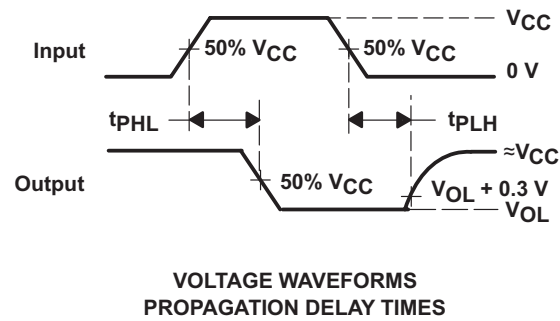 VCC
Input
50% VCC
50% VCC
0 V
tPHL
tPLH
≈VCC
Output
50% VCC
VOL + 0.3 V
VOL
VOLTAGE WAVEFORMS
PROPAGATION DELAY TIMES